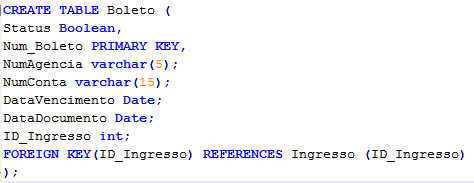 CREATE TABLE Boleto (
Status Boolean,
Num_Boleto PRIMARY KEY,
NumAgencia varchar(5);
NumConta varchar(15);
DataVencimento Date;
DataDocumento Date;
ID_Ingresso int;
FOREIGN KEY(ID_Ingresso) REFERENCES Ingresso (ID_Ingresso)
);